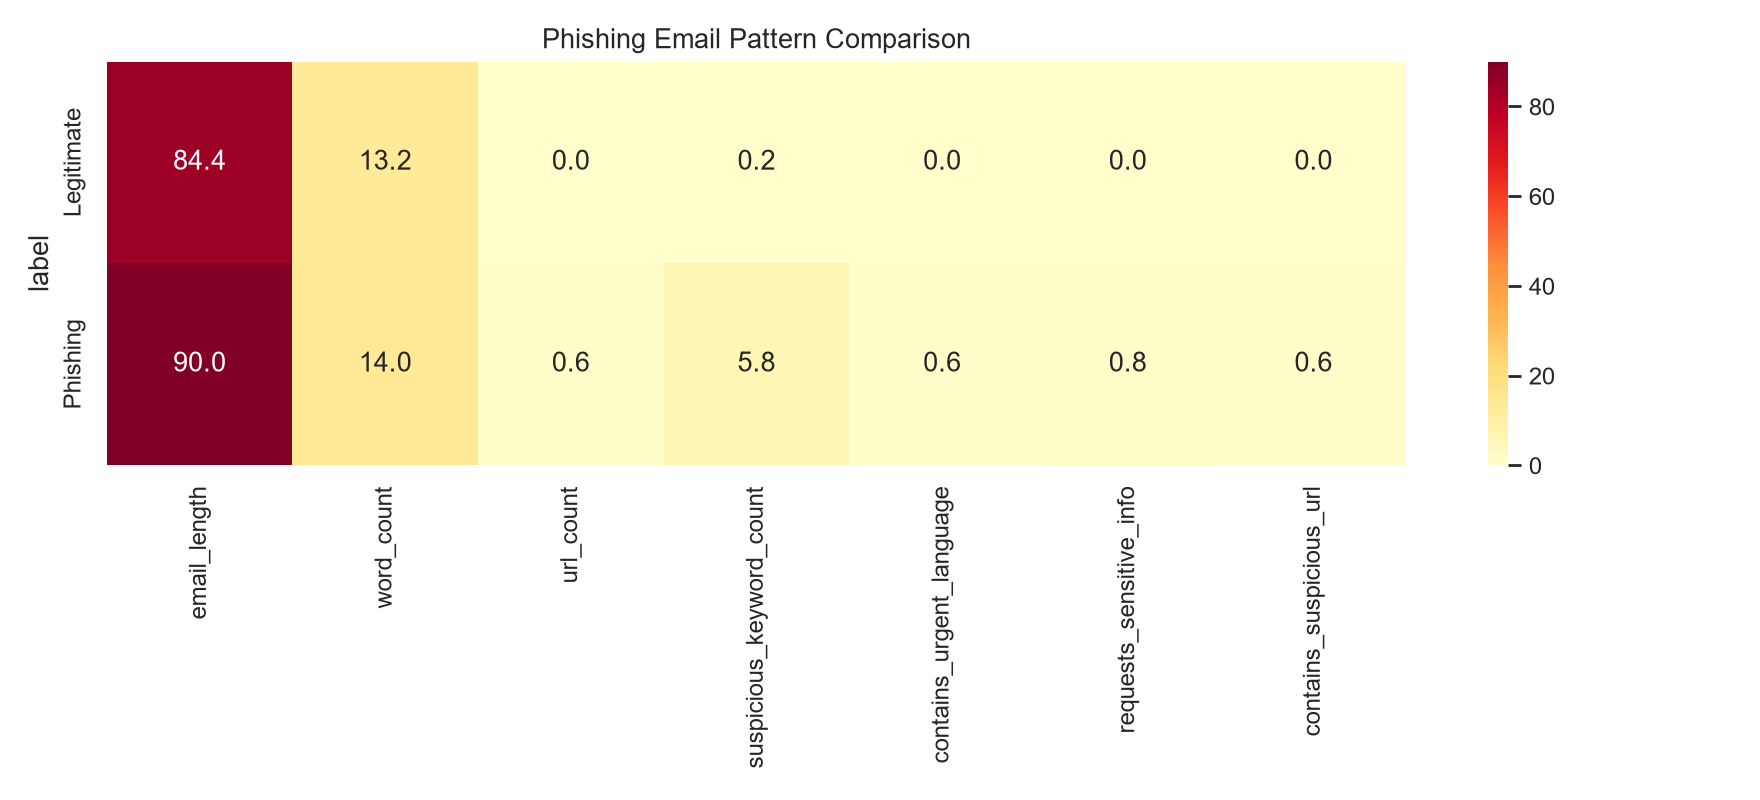 Phishing Email Pattern Comparison
label
Legitimate
84.4 13.2 0.0 0.2 0.0 0.0 0.0
Phishing
90.0 14.0 0.6 5.8 0.6 0.8 0.6
email_length
word_count
url_count
suspicious_keyword_count
contains_urgent_language
requests_sensitive_info
contains_suspicious_url
80
60
40
20
0